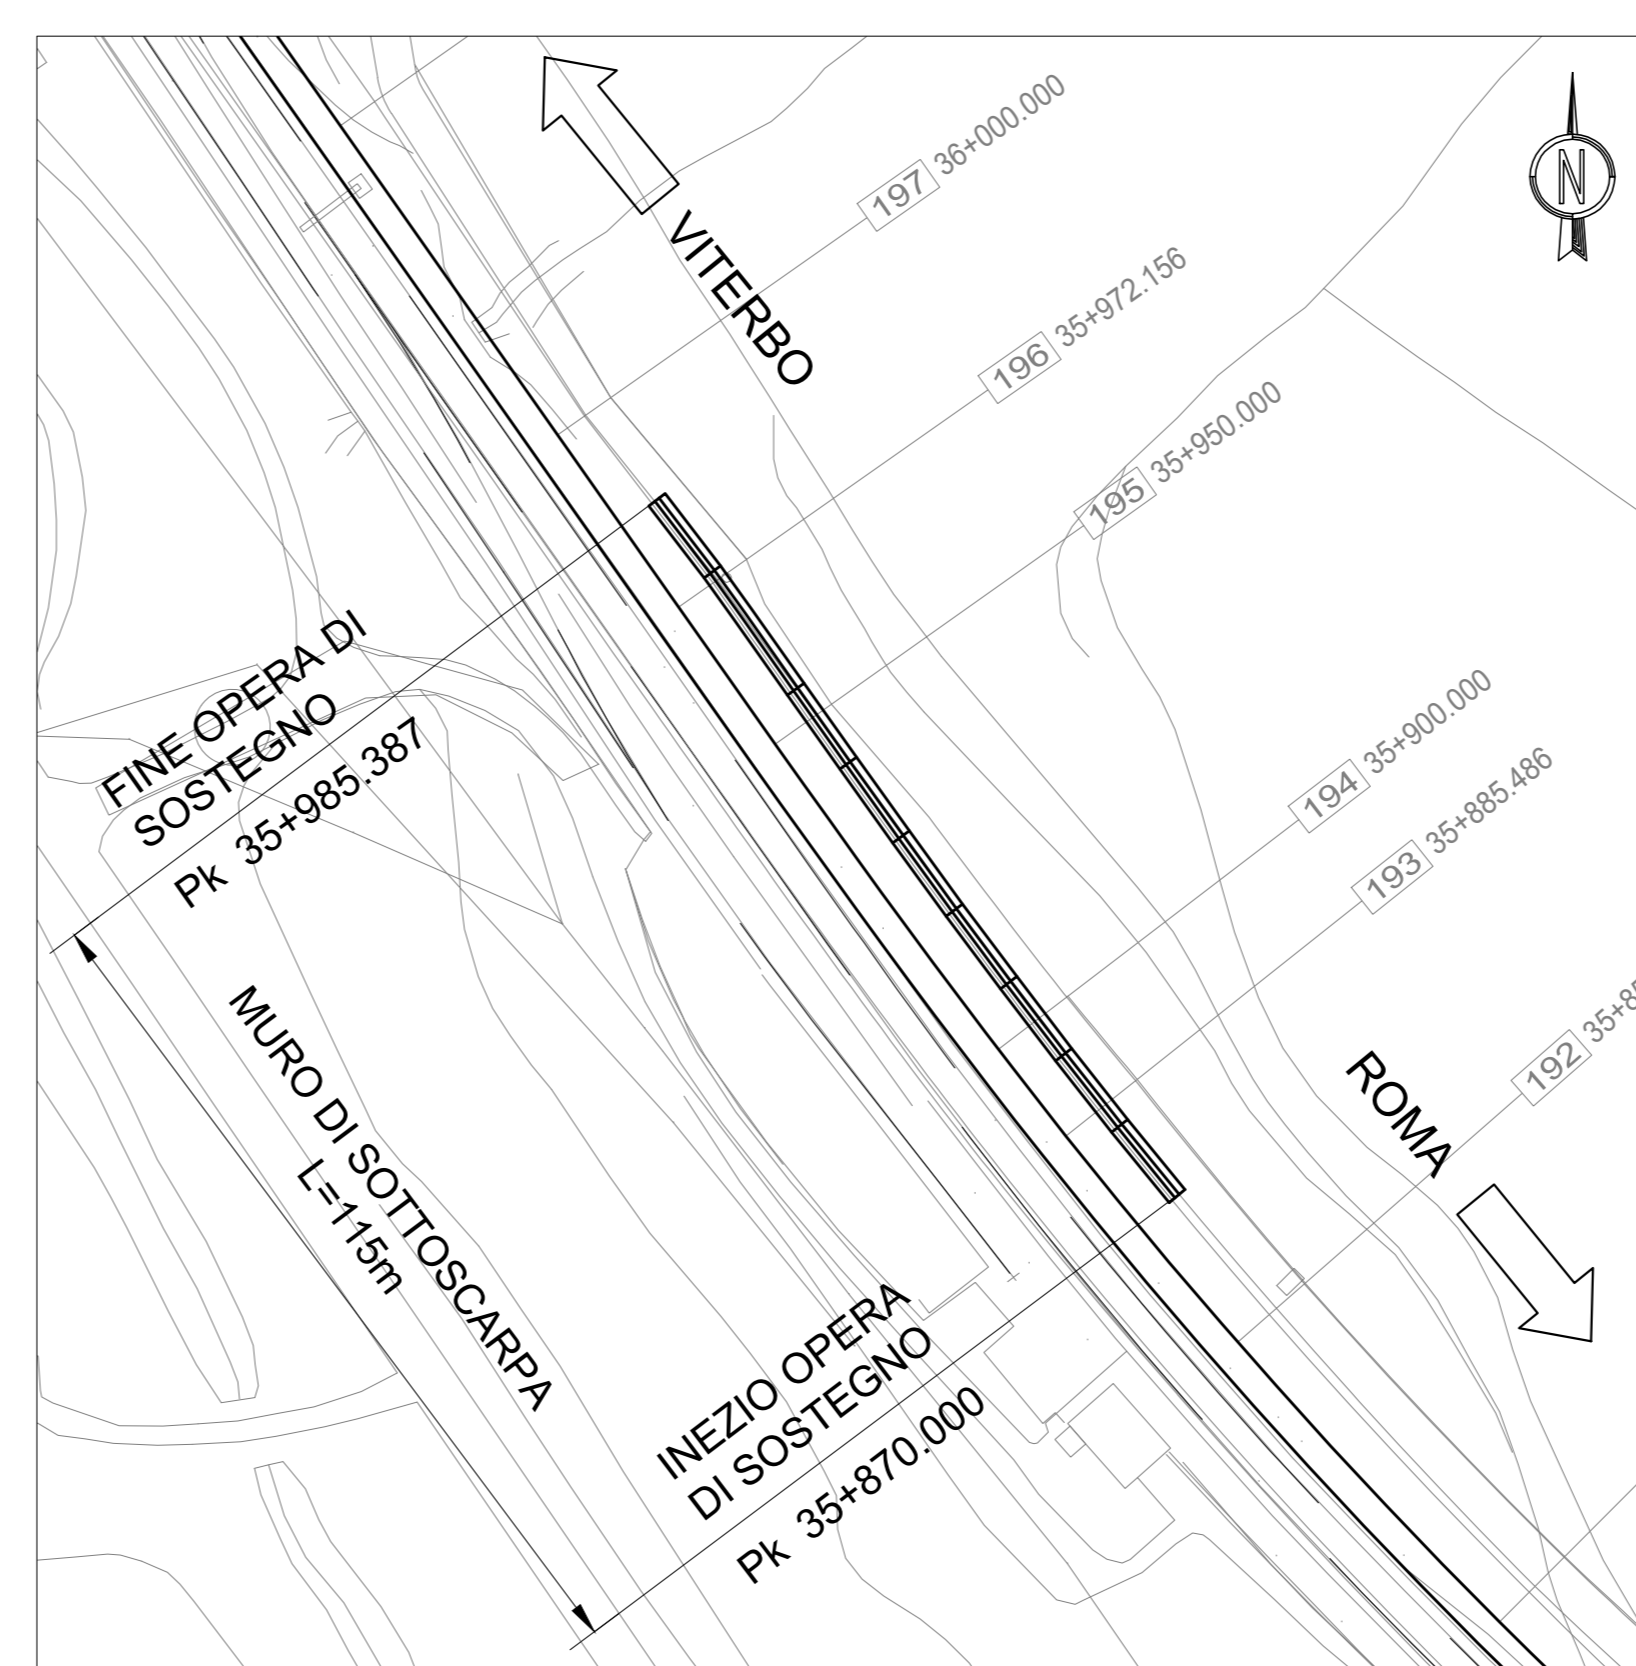 N
197 36+000.000
VITERBO
196 35+972.156
195 35+950.000
FINE OPERA DI
SOSTEGNO
Pk 35+985.387
194 35+900.000
193 35+885.486
192 35+8
ROMA
MURO DI SOTTOSCARPA
L=115m
INEZIO OPERA
DI SOSTEGNO
Pk 35+870.000